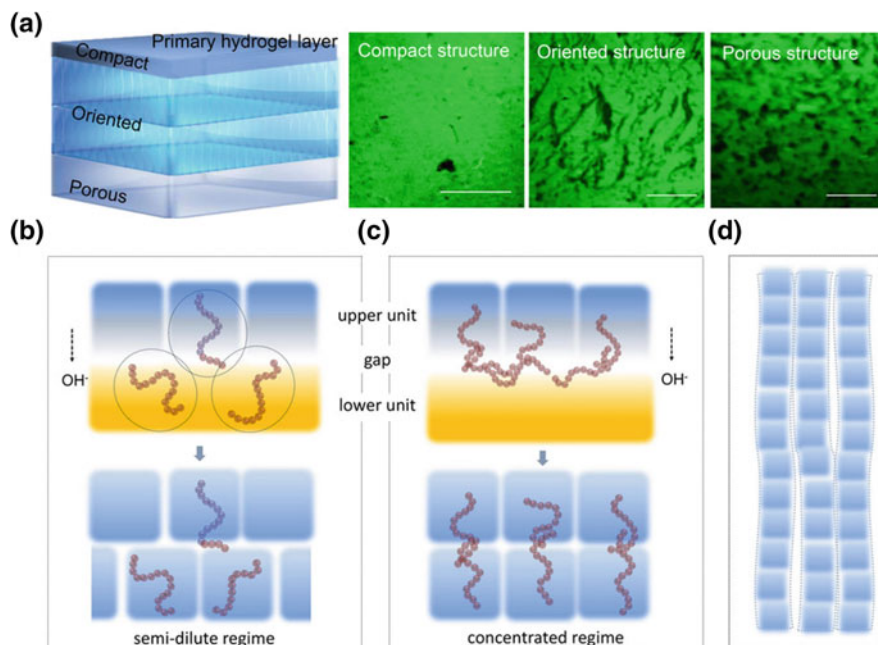 (a)
Primary hydrogel layer
Compact
Oriented
Porous
Compact structure
Oriented structure
Porous structure
(b)
OH-
semi-dilute regime
upper unit
gap
lower unit
(c)
OH-
concentrated regime
(d)